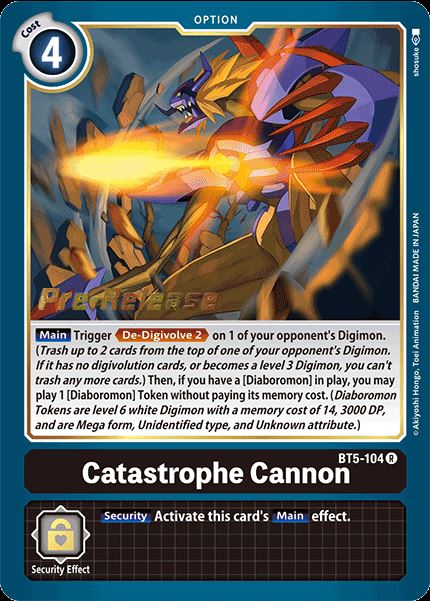 OPTION
Cost
4
shosuke
Pre-Release
Main Trigger De-Digivolve 2 on 1 of your opponent's Digimon.
(Trash up to 2 cards from the top of one of your opponent's Digimon.
If it has no digivolution cards, or becomes a level 3 Digimon, you can't
trash any more cards.) Then, if you have a [Diaboromon] in play, you may
play 1 [Diaboromon] Token without paying its memory cost. (Diaboromon
Tokens are level 6 white Digimon with a memory cost of 14, 3000 DP,
and are Mega form, Unidentified type, and Unknown attribute.)
©Akiyoshi Hongo, Toei Animation BANDAI MADE IN JAPAN
BT5-104 R
Catastrophe Cannon
Security Activate this card's Main effect.
Security Effect